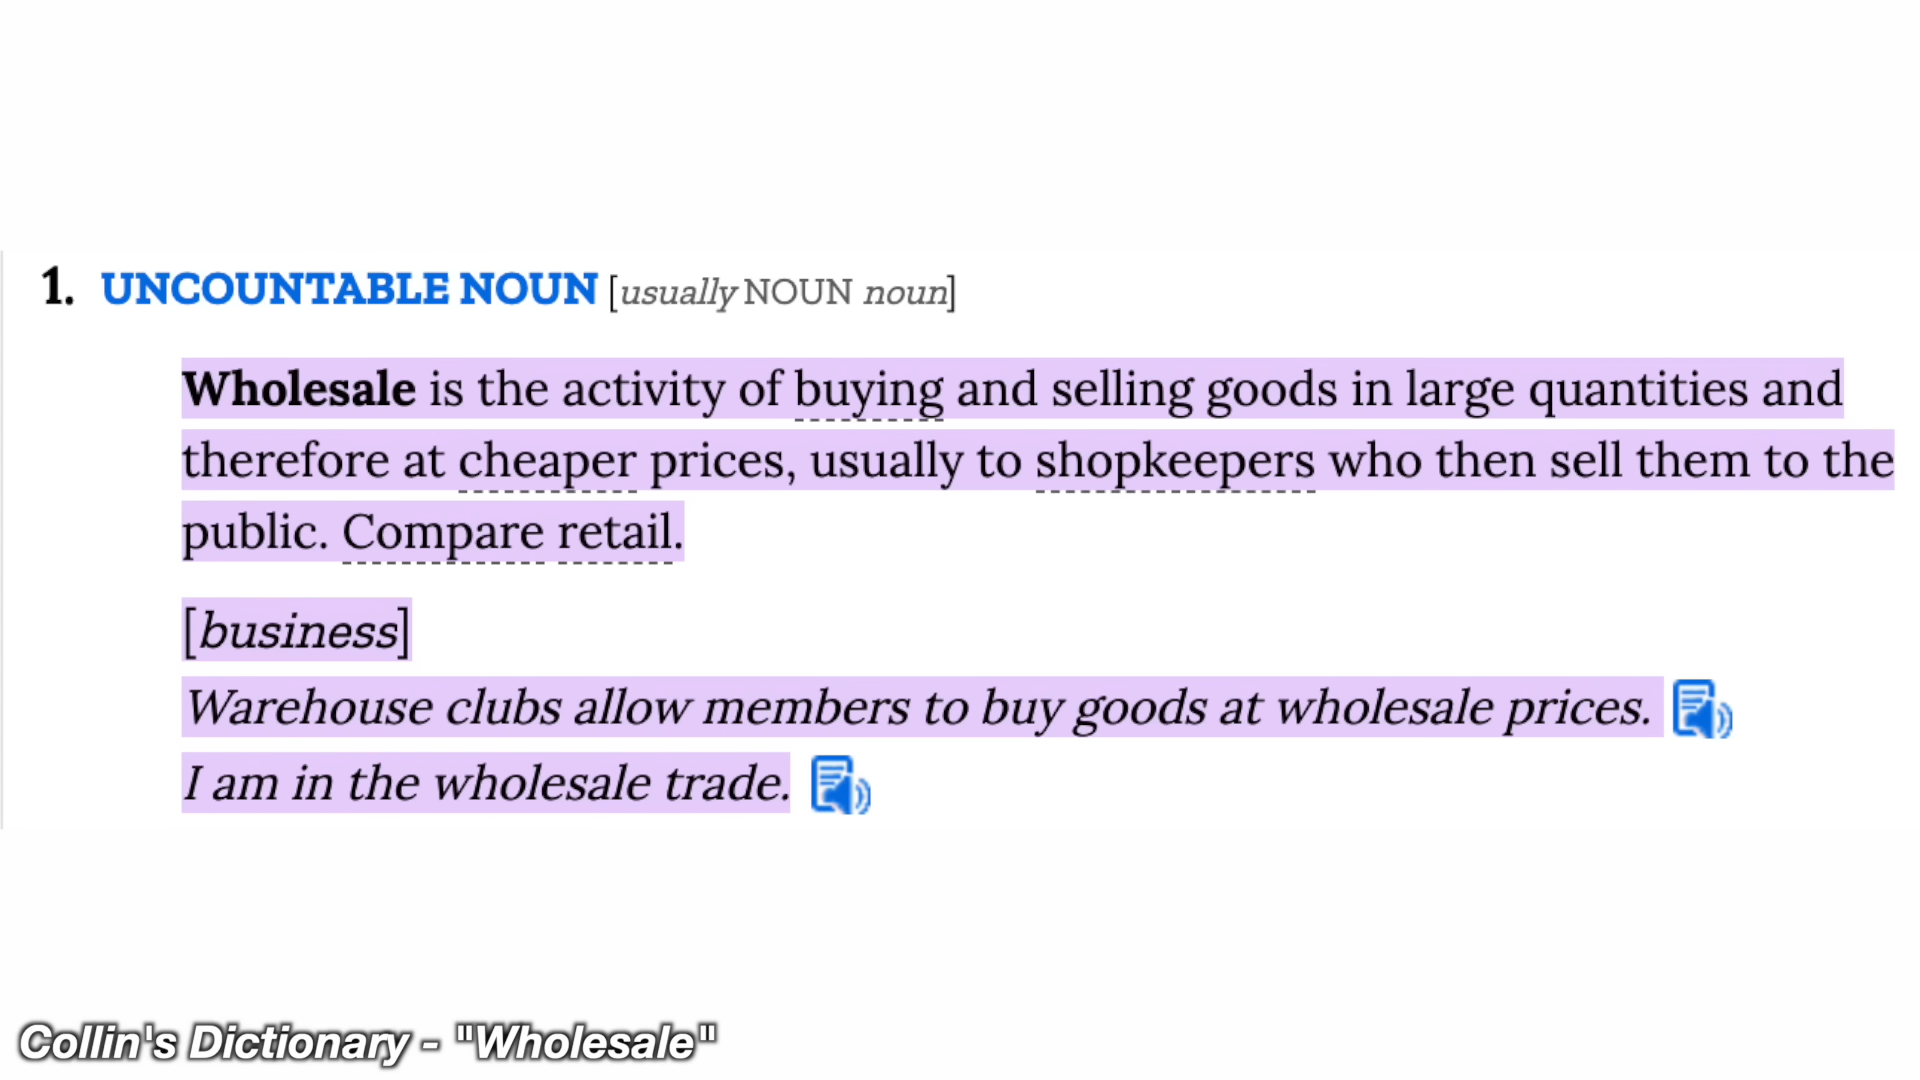 1. UNCOUNTABLE NOUN [usually NOUN noun]
Wholesale is the activity of buying and selling goods in large quantities and
therefore at cheaper prices, usually to shopkeepers who then sell them to the
public. Compare retail.
[business]
Warehouse clubs allow members to buy goods at wholesale prices.
I am in the wholesale trade.
Collin's Dictionary - "Wholesale"